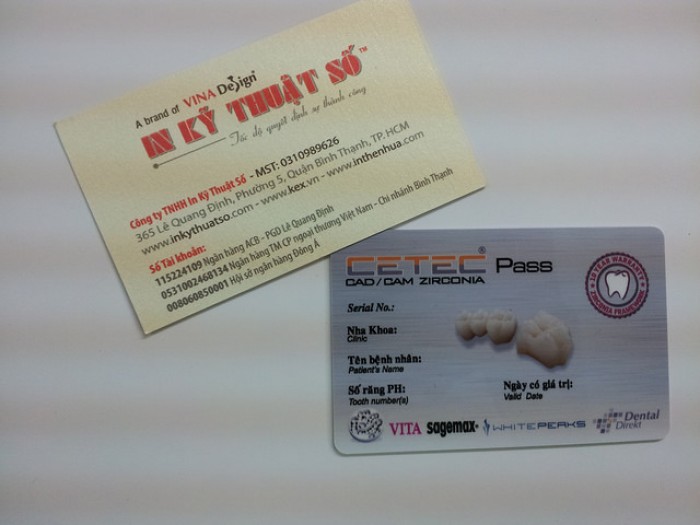 A brand of VINA Design
IN KỸ THUẬT SỐ™
Tốc độ quyết định sự thành công
Công ty TNHH In Kỹ Thuật Số - MST: 0310989626
365 Lê Quang Định, Phường 5, Quận Bình Thạnh, TP. HCM
www.inkythuatso.com - www.kex.vn - www.inthenhua.com
Số Tài khoản:
115224109 Ngân hàng ACB - PGD Lê Quang Định
0531002468134 Ngân hàng TM CP ngoại thương Việt Nam - Chi nhánh Bình Thạnh
008060850001 Hội sở ngân hàng Đông Á
CETEC® Pass
CAD/CAM ZIRCONIA
10 YEAR WARRANTY
ZIRCONIA FRAMEWORK
Serial No.:
Nha Khoa:
Clinic
Tên bệnh nhân:
Patient's Name
Số răng PH:
Tooth number(s)
Ngày có giá trị:
Valid Date
VITA sagemax WHITEPEAKS Dental
Direkt